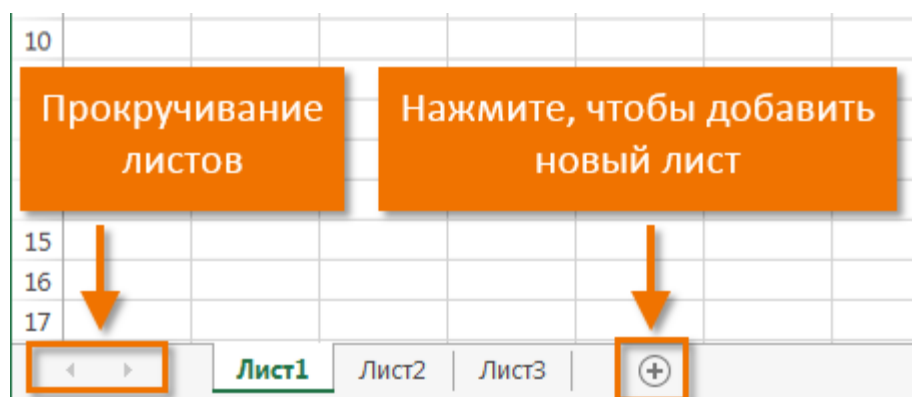 10
Прокручивание
листов
Нажмите, чтобы добавить
новый лист
15
16
17
Лист1 Лист2 Лист3